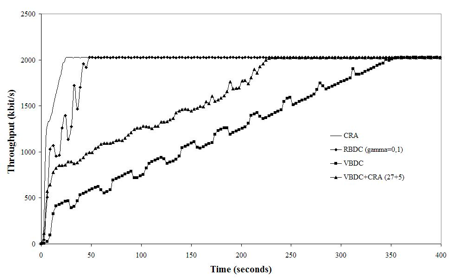 2500
2000
1500
1000
500
0
Throughput (kbit/s)
CRA
RBDC (gamma=0,1)
VBDC
VBDC+CRA (27+5)
0 50 100 150 200 250 300 350 400
Time (seconds)